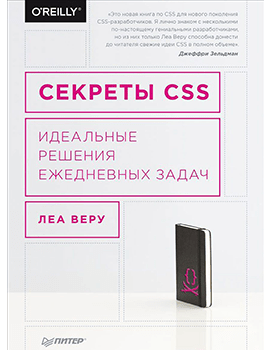 O'REILLY®
«Это новая книга по CSS для нового поколения
CSS-разработчиков. Я лично знаком с несколькими
по-настоящему гениальными разработчиками,
но из них только Леа Веру способна донести
до читателя свежие идеи CSS в полном объеме».
Джеффри Зельдман
СЕКРЕТЫ CSS
ИДЕАЛЬНЫЕ
РЕШЕНИЯ
ЕЖЕДНЕВНЫХ ЗАДАЧ
ЛЕА ВЕРУ
ПИТЕР®